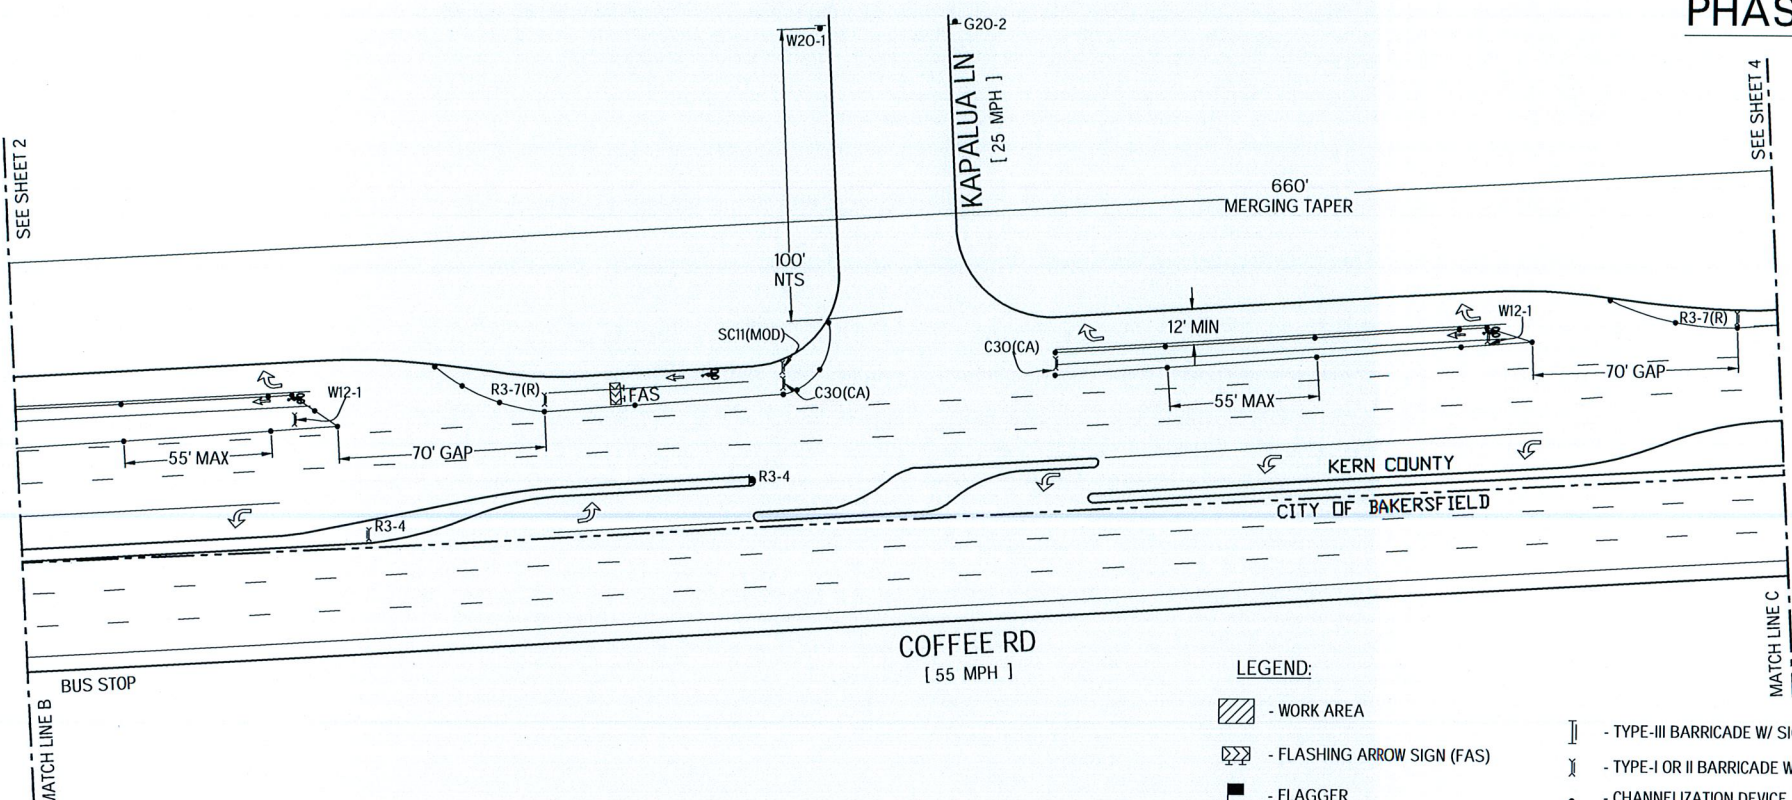 PHAS
W20-1
G20-2
KAPALUA LN
[ 25 MPH ]
SEE SHEET 2
SEE SHEET 4
660'
MERGING TAPER
100'
NTS
SC11(MOD)
C30(CA)
12' MIN
W12-1
R3-7(R)
C30(CA)
R3-7(R)
FAS
W12-1
55' MAX
70' GAP
55' MAX
70' GAP
R3-4
R3-4
KERN COUNTY
CITY OF BAKERSFIELD
COFFEE RD
[ 55 MPH ]
BUS STOP
MATCH LINE B
MATCH LINE C
LEGEND:
- WORK AREA
- FLASHING ARROW SIGN (FAS)
- FLAGGER
- TYPE-III BARRICADE W/ SI
- TYPE-I OR II BARRICADE W
- CHANNELIZATION DEVICE